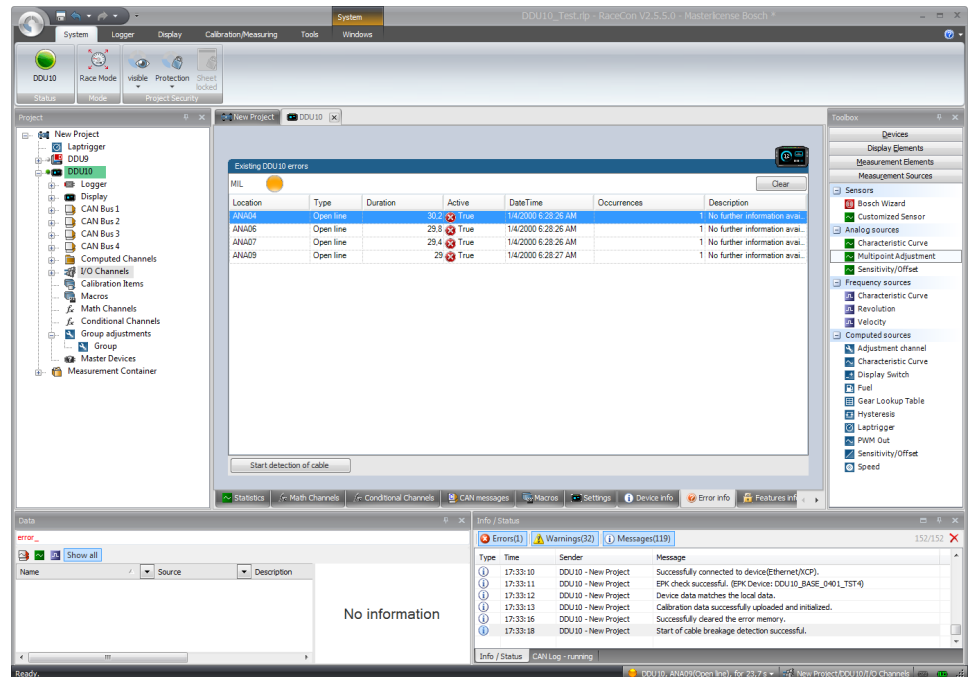 System
DDU10_Test.rlp - RaceCon V2.5.5.0 - Masterlicense Bosch *
System Logger Display Calibration/Measuring Tools Windows
DDU10 Race Mode visible Protection Sheet locked
Status Mode Project Security
Project
New Project
Laptrigger
DDU9
DDU10
Logger
Display
CAN Bus 1
CAN Bus 2
CAN Bus 3
CAN Bus 4
Computed Channels
I/O Channels
Calibration Items
Macros
fx Math Channels
fx Conditional Channels
Group adjustments
Group
Master Devices
Measurement Container
New Project DDU10
Existing DDU10 errors
MIL Clear
Location Type Duration Active DateTime Occurrences Description
ANA04 Open line 30,2 True 1/4/2000 6:28:26 AM 1 No further information avai...
ANA06 Open line 29,8 True 1/4/2000 6:28:26 AM 1 No further information avai...
ANA07 Open line 29,4 True 1/4/2000 6:28:26 AM 1 No further information avai...
ANA09 Open line 29 True 1/4/2000 6:28:27 AM 1 No further information avai...
Start detection of cable
Statistics fx Math Channels fx Conditional Channels CAN messages Macros Settings Device info Error info Features info
Toolbox
Devices
Display Elements
Measurement Elements
Measurement Sources
Sensors
Bosch Wizard
Customized Sensor
Analog sources
Characteristic Curve
Multipoint Adjustment
Sensitivity/Offset
Frequency sources
Characteristic Curve
Revolution
Velocity
Computed sources
Adjustment channel
Characteristic Curve
Display Switch
Fuel
Gear Lookup Table
Hysteresis
Laptrigger
PWM Out
Sensitivity/Offset
Speed
Data
error_
Show all
Name Source Description
No information
Info / Status
Errors(1) Warnings(32) Messages(119) 152/152
Type Time Sender Message
17:33:10 DDU10 - New Project Successfully connected to device(Ethernet/XCP).
17:33:11 DDU10 - New Project EPK check successful. (EPK Device: DDU10_BASE_0401_TST4)
17:33:12 DDU10 - New Project Device data matches the local data.
17:33:13 DDU10 - New Project Calibration data successfully uploaded and initialized.
17:33:16 DDU10 - New Project Successfully cleared the error memory.
17:33:18 DDU10 - New Project Start of cable breakage detection successful.
Info / Status CAN Log - running
Ready. DDU10, ANA09(Open line), for 23,7 s New Project/DDU10/I/O Channels